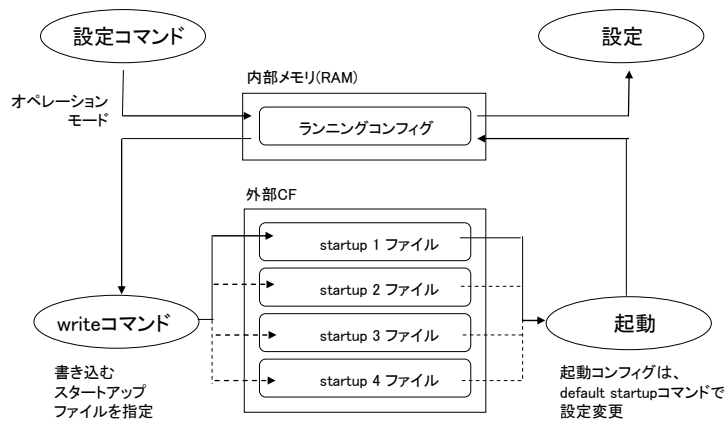 設定コマンド
設定
内部メモリ(RAM)
オペレーション
モード
ランニングコンフィグ
外部CF
startup 1 ファイル
startup 2 ファイル
startup 3 ファイル
startup 4 ファイル
writeコマンド
起動
書き込む
スタートアップ
ファイルを指定
起動コンフィグは、
default startupコマンドで
設定変更